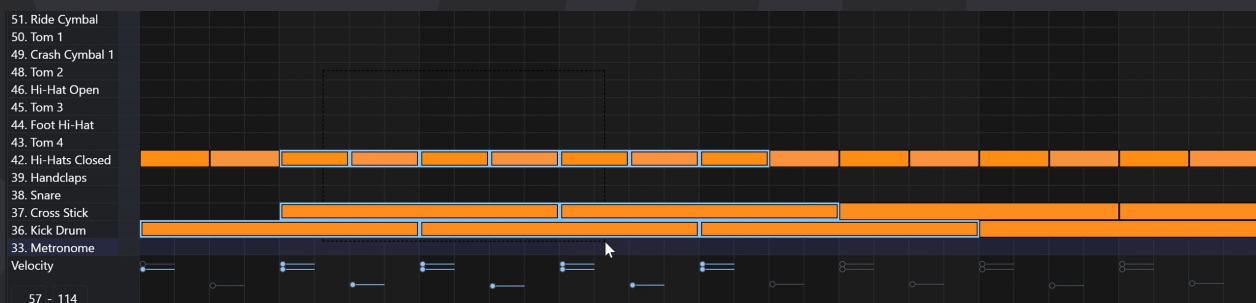 51. Ride Cymbal
50. Tom 1
49. Crash Cymbal 1
48. Tom 2
46. Hi-Hat Open
45. Tom 3
44. Foot Hi-Hat
43. Tom 4
42. Hi-Hats Closed
39. Handclaps
38. Snare
37. Cross Stick
36. Kick Drum
33. Metronome
Velocity
57 - 114